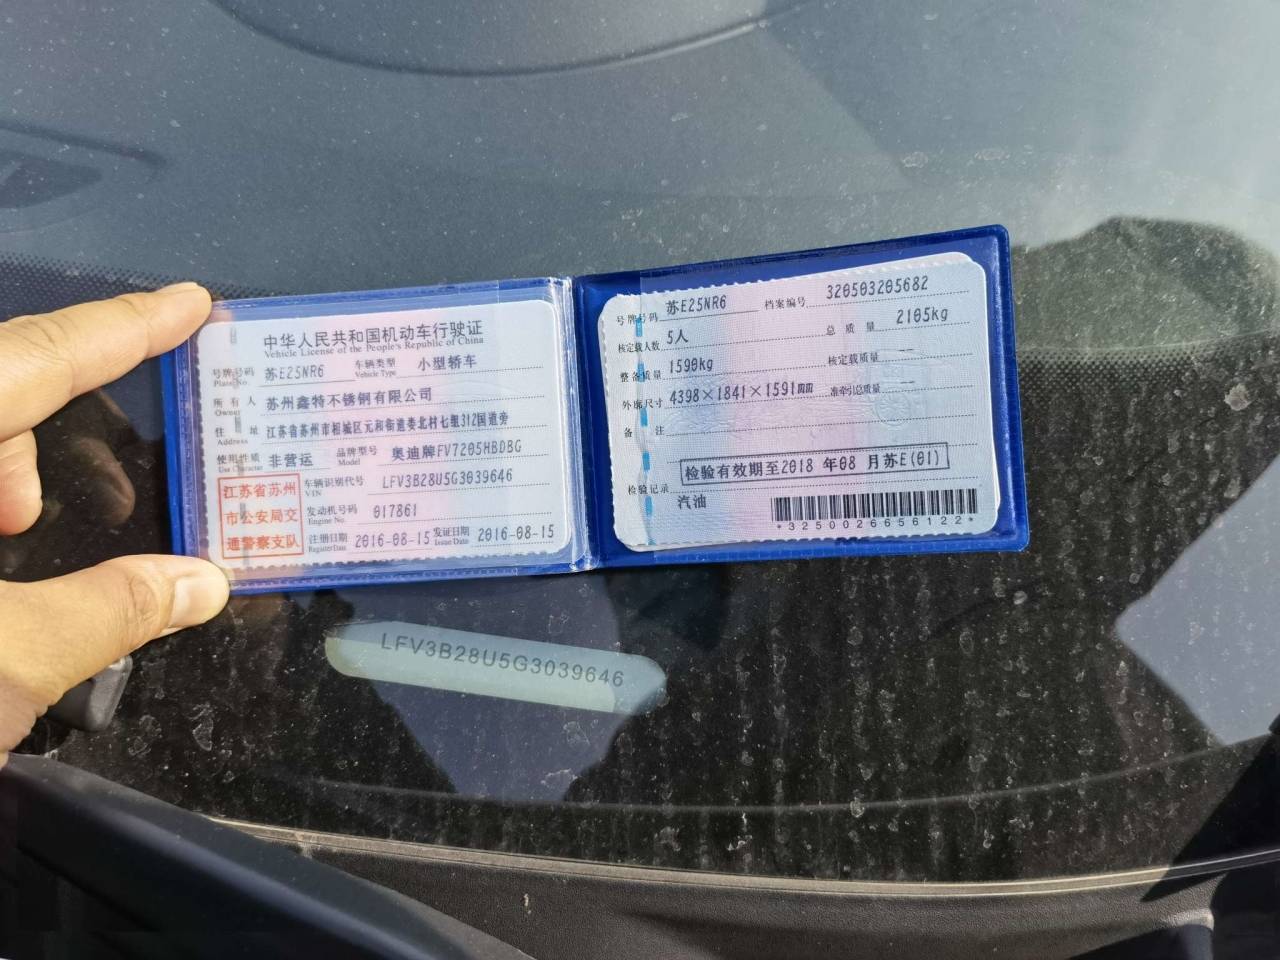 中华人民共和国机动车行驶证
Vehicle License of the People's Republic of China
号牌号码 Plate No. 苏E25NR6 车辆类型 Vehicle Type 小型轿车
所有人 Owner 苏州鑫特不锈钢有限公司
住址 Address 江苏省苏州市相城区元和街道娄北村七组312国道旁
使用性质 Use Character 非营运 品牌型号 Model 奥迪牌FV7205HBDBG
江苏省苏州市公安局交通警察支队
车辆识别代号 VIN LFV3B28U5G3039646
发动机号码 Engine No. 017861
注册日期 Register Date 2016-08-15 发证日期 Issue Date 2016-08-15
号牌号码 苏E25NR6 档案编号 320503205682
核定载人数 5人 总质量 2105kg
整备质量 1590kg 核定载质量 —
外廓尺寸 4398×1841×1591mm 准牵引总质量 —
备注
检验有效期至2018 年08 月苏E(01)
检验记录
汽油
*3250026656122*
LFV3B28U5G3039646